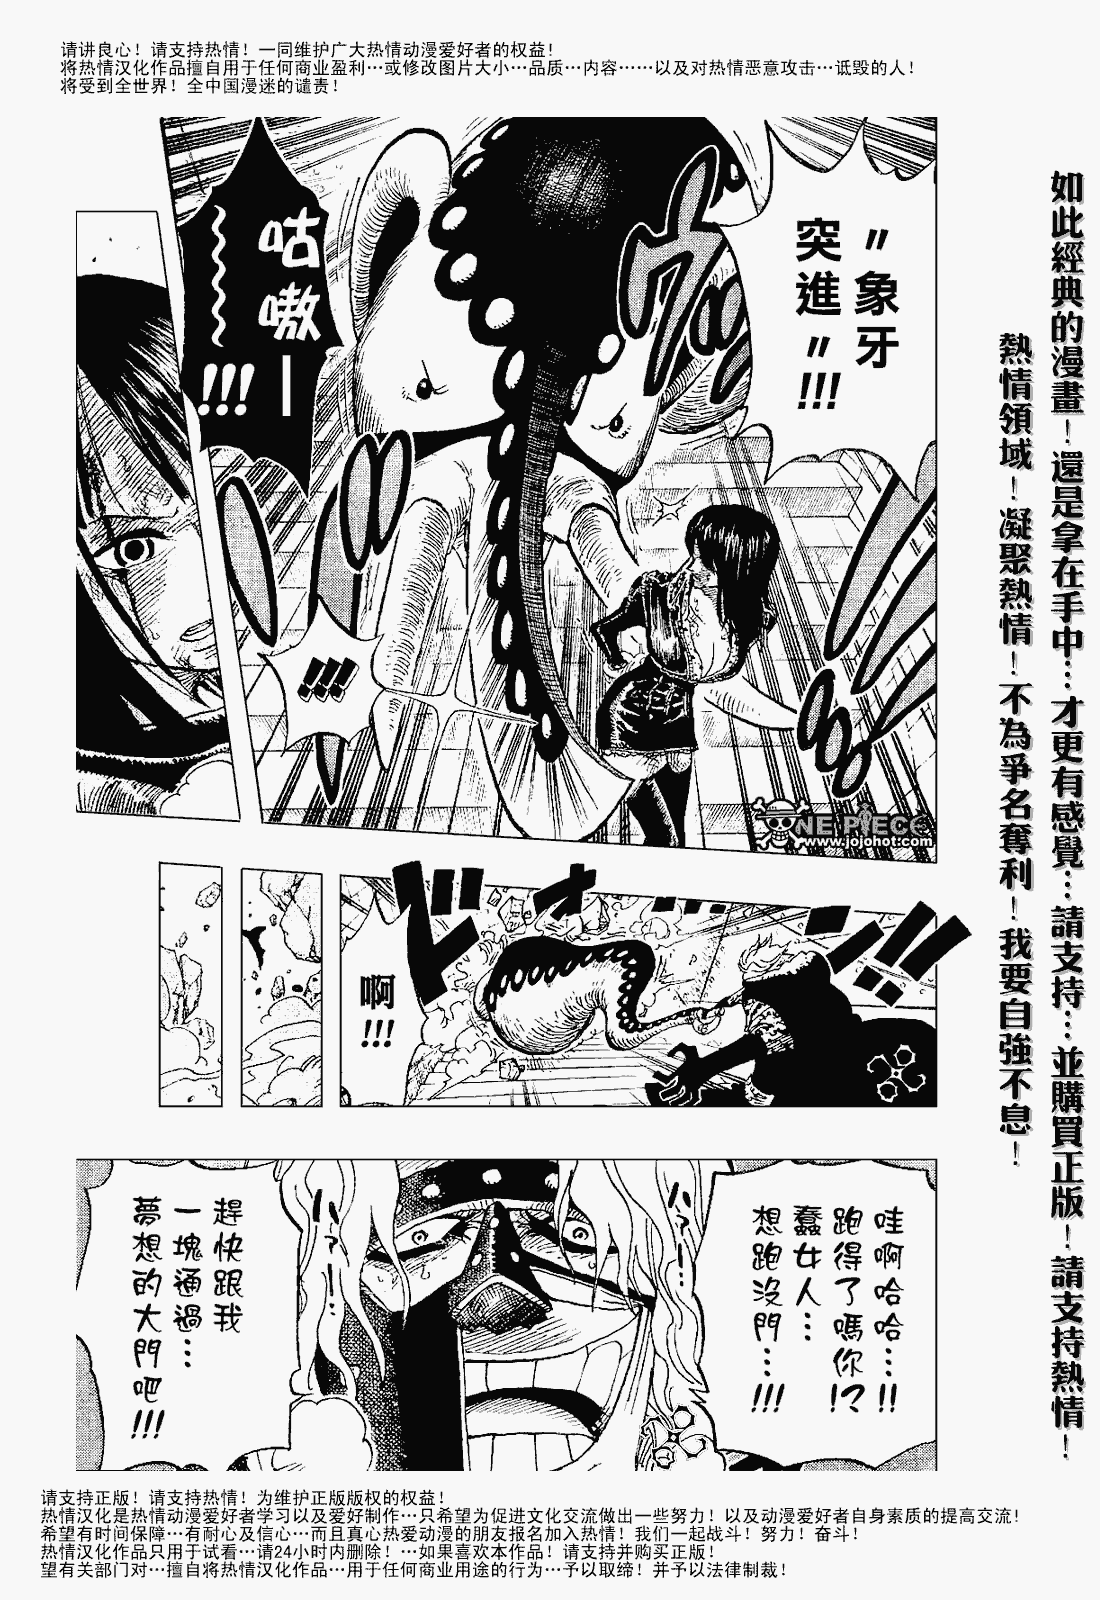 请讲良心！请支持热情！一同维护广大热情动漫爱好者的权益！
将热情汉化作品擅自用于任何商业盈利…或修改图片大小…品质…内容……以及对热情恶意攻击…诋毁的人！
将受到全世界！全中国漫迷的谴责！
如此經典的漫畫！還是拿在手中…才更有感覺…請支持…並購買正版！請支持熱情！
熱情領域！凝聚熱情！不為爭名奪利！我要自強不息！
〃象牙
突進〃!!!
咕嗷—
!!!
!!!
ONE PIECE
www.jojohot.com
ドド
!!!
啊!!!
哇啊哈哈…!!
跑得了嗎你!?
蠢女人…
想跑沒門…!!!
趕快跟我
一塊通過…
夢想的大門吧!!!
请支持正版！请支持热情！为维护正版版权的权益！
热情汉化是热情动漫爱好者学习以及爱好制作…只希望为促进文化交流做出一些努力！以及动漫爱好者自身素质的提高交流！
希望有时间保障…有耐心及信心…而且真心热爱动漫的朋友报名加入热情！我们一起战斗！努力！奋斗！
热情汉化作品只用于试看…请24小时内删除！…如果喜欢本作品！请支持并购买正版！
望有关部门对…擅自将热情汉化作品…用于任何商业用途的行为…予以取缔！并予以法律制裁！